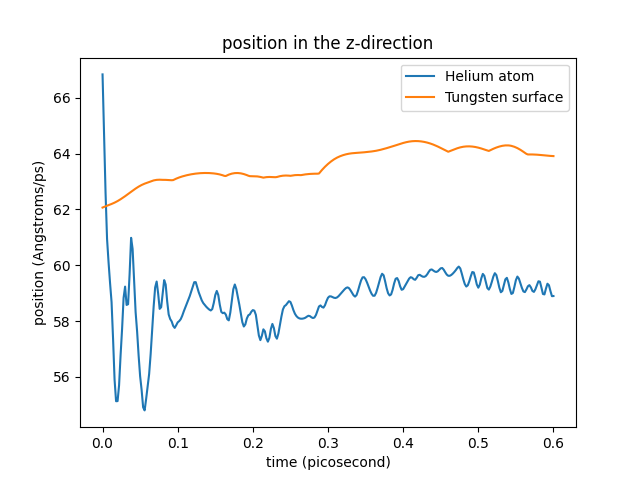 position in the z-direction
Helium atom
Tungsten surface
position (Angstroms/ps)
66
64
62
60
58
56
0.0 0.1 0.2 0.3 0.4 0.5 0.6
time (picosecond)